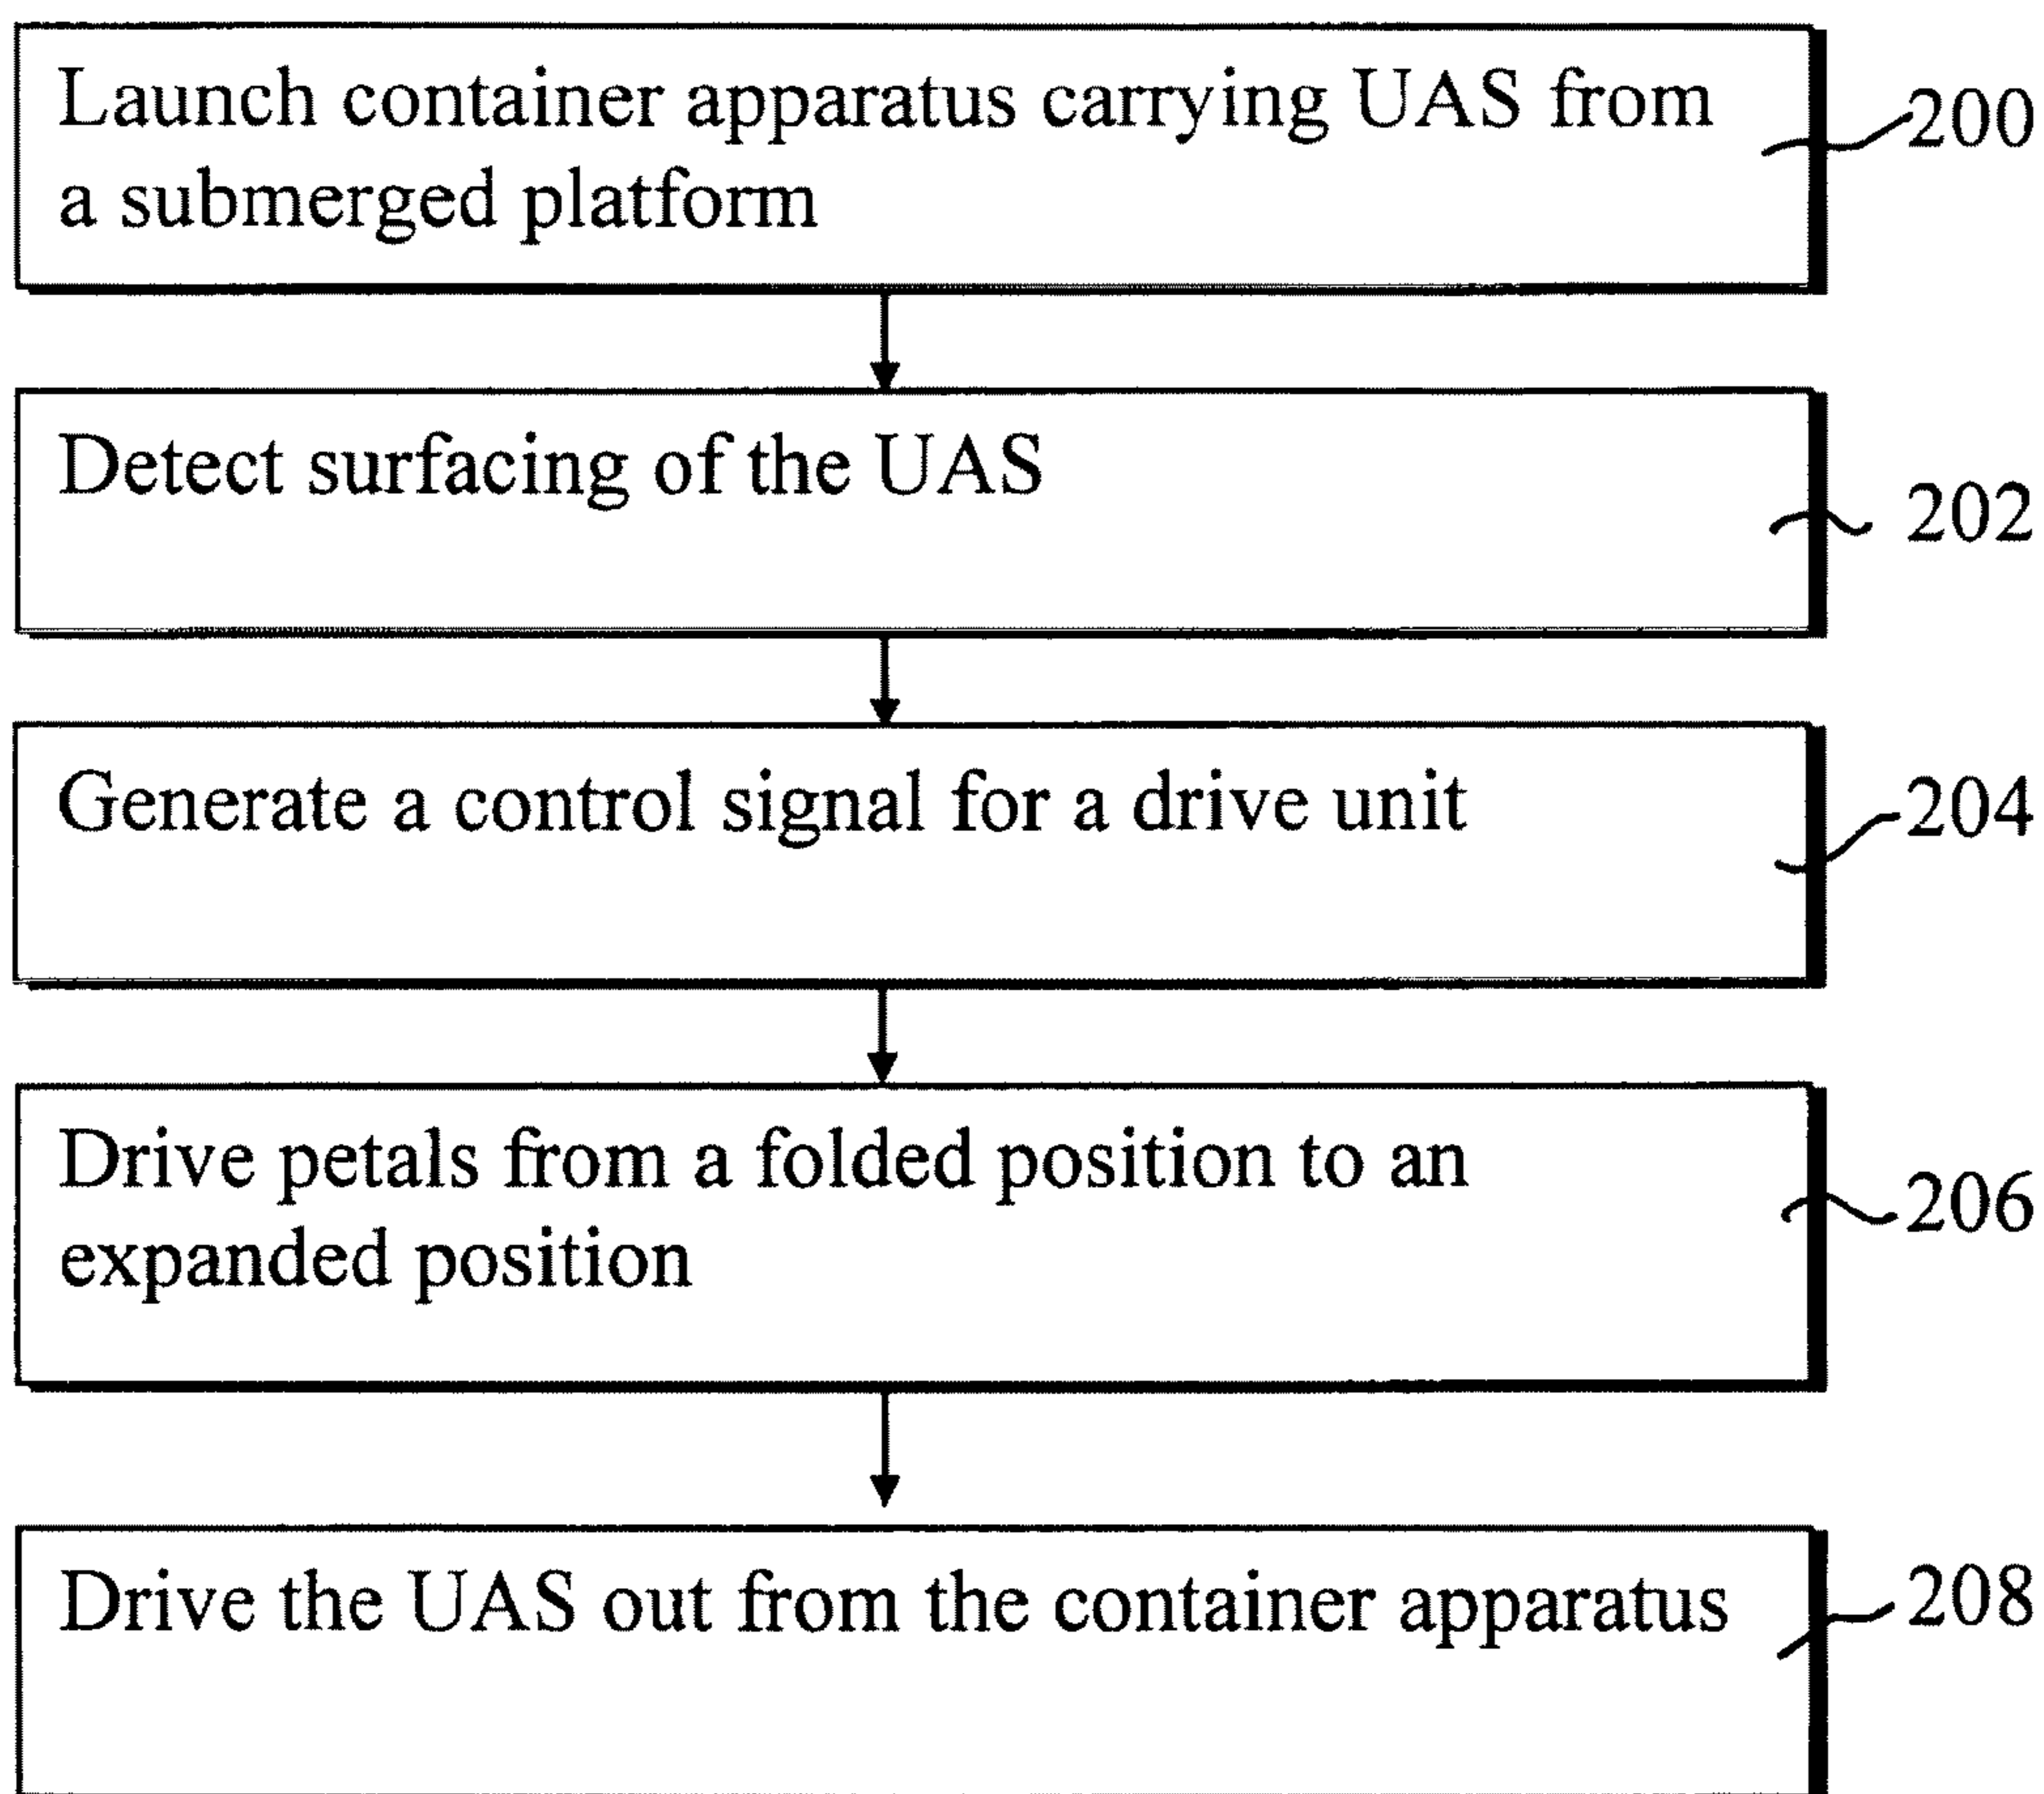 Launch container apparatus carrying UAS from
a submerged platform
200
Detect surfacing of the UAS
202
Generate a control signal for a drive unit
204
Drive petals from a folded position to an
expanded position
206
Drive the UAS out from the container apparatus
208